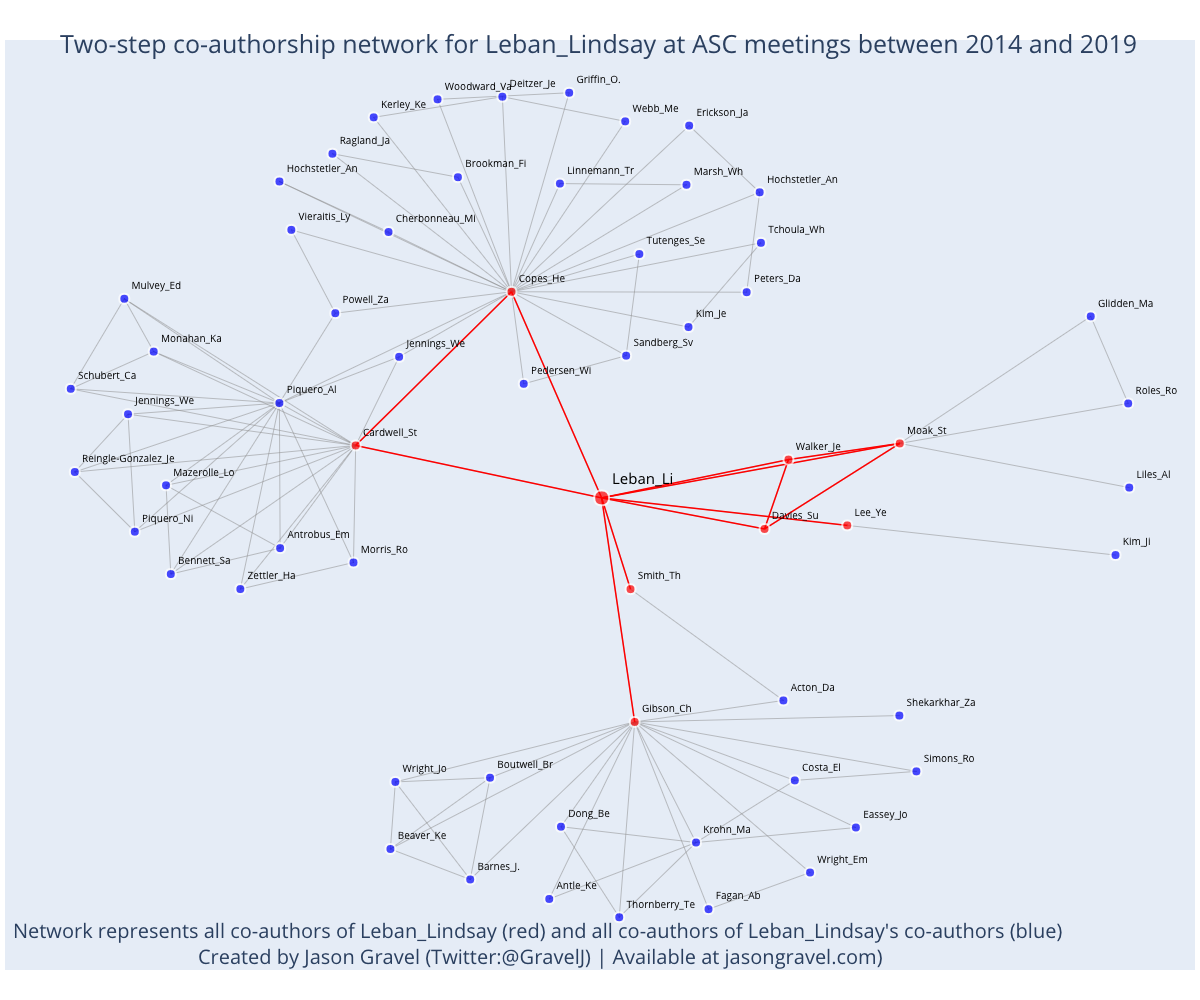 Two-step co-authorship network for Leban_Lindsay at ASC meetings between 2014 and 2019
Griffin_O.
Deitzer_Je
Woodward_Va
Kerley_Ke
Webb_Me
Erickson_Ja
Ragland_Ja
Brookman_Fi
Hochstetler_An
Linnemann_Tr
Marsh_Wh
Hochstetler_An
Vieraitis_Ly
Cherbonneau_Mi
Tchoula_Wh
Tutenges_Se
Copes_He
Peters_Da
Mulvey_Ed
Powell_Za
Glidden_Ma
Kim_Je
Monahan_Ka
Jennings_We
Sandberg_Sv
Schubert_Ca
Pedersen_Wi
Piquero_Al
Roles_Ro
Jennings_We
Cardwell_St
Moak_St
Walker_Je
Reingle-Gonzalez_Je
Mazerolle_Lo
Leban_Li
Liles_Al
Piquero_Ni
Davies_Su
Lee_Ye
Antrobus_Em
Morris_Ro
Kim_Ji
Bennett_Sa
Zettler_Ha
Smith_Th
Acton_Da
Shekarkhar_Za
Gibson_Ch
Simons_Ro
Wright_Jo
Boutwell_Br
Costa_El
Dong_Be
Eassey_Jo
Beaver_Ke
Krohn_Ma
Wright_Em
Barnes_J.
Antle_Ke
Fagan_Ab
Thornberry_Te
Network represents all co-authors of Leban_Lindsay (red) and all co-authors of Leban_Lindsay's co-authors (blue)
Created by Jason Gravel (Twitter:@GravelJ) | Available at jasongravel.com)